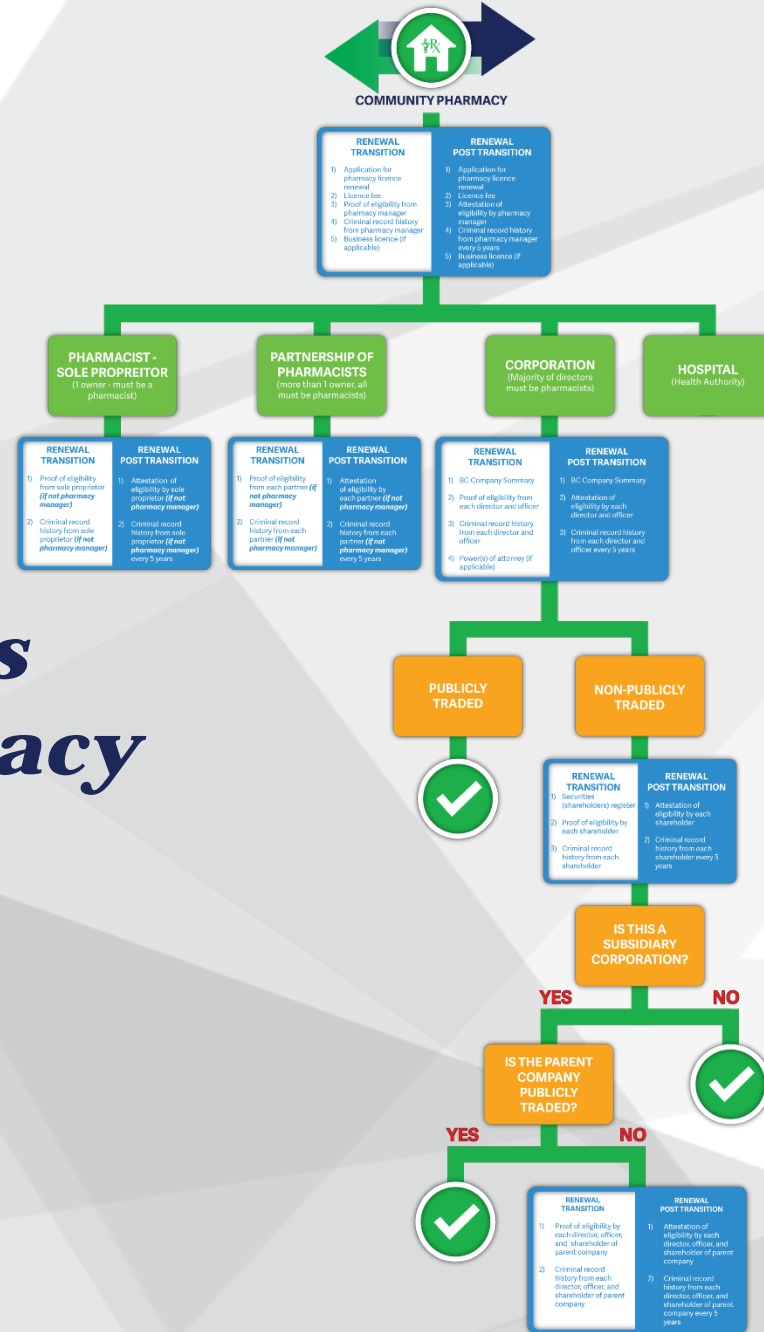 Rx
COMMUNITY PHARMACY
RENEWAL
TRANSITION
1) Application for
pharmacy licence
renewal
2) Licence fee
3) Proof of eligibility from
pharmacy manager
4) Criminal record history
from pharmacy manager
5) Business licence (if
applicable)
RENEWAL
POST TRANSITION
1) Application for
pharmacy licence
renewal
2) Licence fee
3) Attestation of
eligibility by pharmacy
manager
4) Criminal record history
from pharmacy manager
every 5 years
5) Business licence (if
applicable)
PHARMACIST -
SOLE PROPREITOR
(1 owner - must be a
pharmacist)
PARTNERSHIP OF
PHARMACISTS
(more than 1 owner, all
must be pharmacists)
CORPORATION
(Majority of directors
must be pharmacists)
HOSPITAL
(Health Authority)
RENEWAL
TRANSITION
1) Proof of eligibility
from sole proprietor
(if not pharmacy
manager)
2) Criminal record
history from sole
proprietor (if not
pharmacy manager)
RENEWAL
POST TRANSITION
1) Attestation of
eligibility by sole
proprietor (if not
pharmacy manager)
2) Criminal record
history from sole
proprietor (if not
pharmacy manager)
every 5 years
RENEWAL
TRANSITION
1) Proof of eligibility
from each partner (if
not pharmacy
manager)
2) Criminal record
history from each
partner (if not
pharmacy manager)
RENEWAL
POST TRANSITION
1) Attestation
of eligibility by
each partner (if not
pharmacy manager)
2) Criminal record
history from each
partner (if not
pharmacy manager)
every 5 years
RENEWAL
TRANSITION
1) BC Company Summary
2) Proof of eligibility from
each director and officer
3) Criminal record history
from each director and
officer
4) Power(s) of attorney (if
applicable)
RENEWAL
POST TRANSITION
1) BC Company Summary
2) Attestation of
eligibility by each
director and officer
3) Criminal record history
from each director and
officer every 5 years
s
acy
PUBLICLY
TRADED
NON-PUBLICLY
TRADED
RENEWAL
TRANSITION
1) Securities
(shareholders) register
2) Proof of eligibility by
each shareholder
3) Criminal record
history from each
shareholder
RENEWAL
POST TRANSITION
1) Attestation of
eligibility by each
shareholder
2) Criminal record
history from each
shareholder every 5
years
IS THIS A
SUBSIDIARY
CORPORATION?
YES
NO
IS THE PARENT
COMPANY
PUBLICLY
TRADED?
YES
NO
RENEWAL
TRANSITION
1) Proof of eligibility by
each director, officer,
and shareholder of
parent company
2) Criminal record
history from each
director, officer, and
shareholder of parent
company
RENEWAL
POST TRANSITION
1) Attestation of
eligibility by each
director, officer, and
shareholder of parent
company
2) Criminal record
history from each
director, officer, and
shareholder of parent
company every 5
years